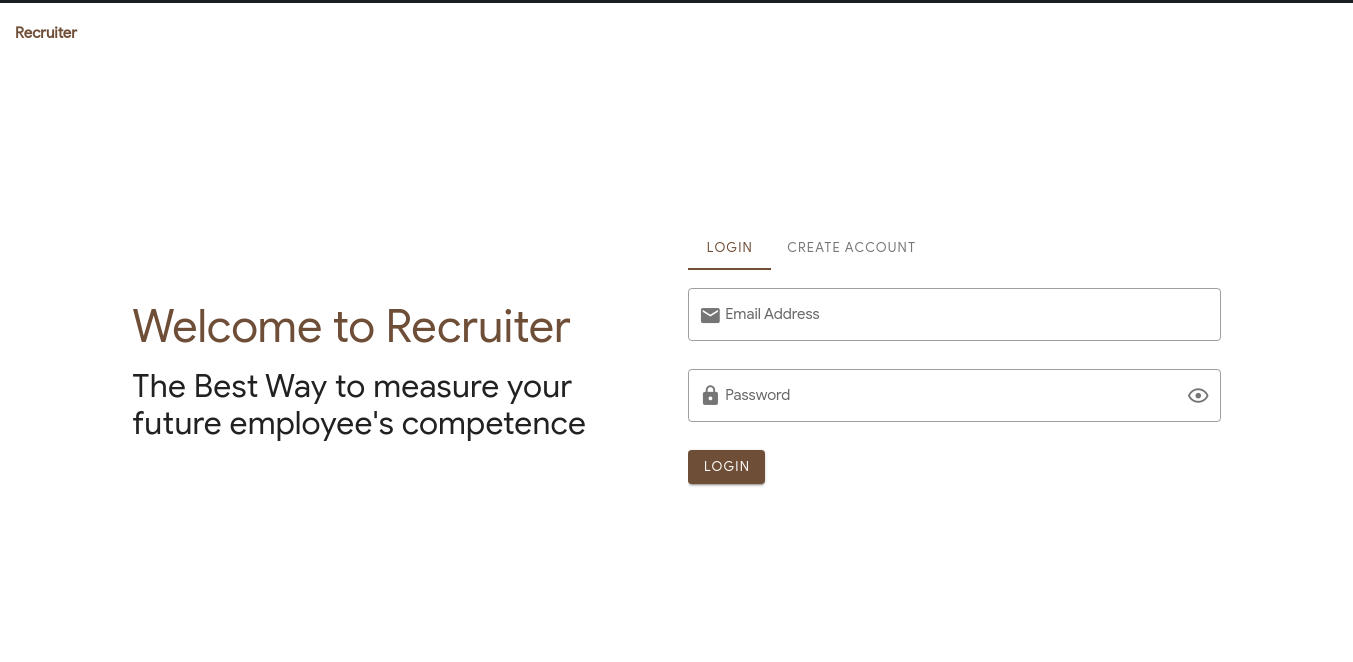 Recruiter
Welcome to Recruiter
The Best Way to measure your
future employee's competence
LOGIN
CREATE ACCOUNT
Email Address
Password
LOGIN